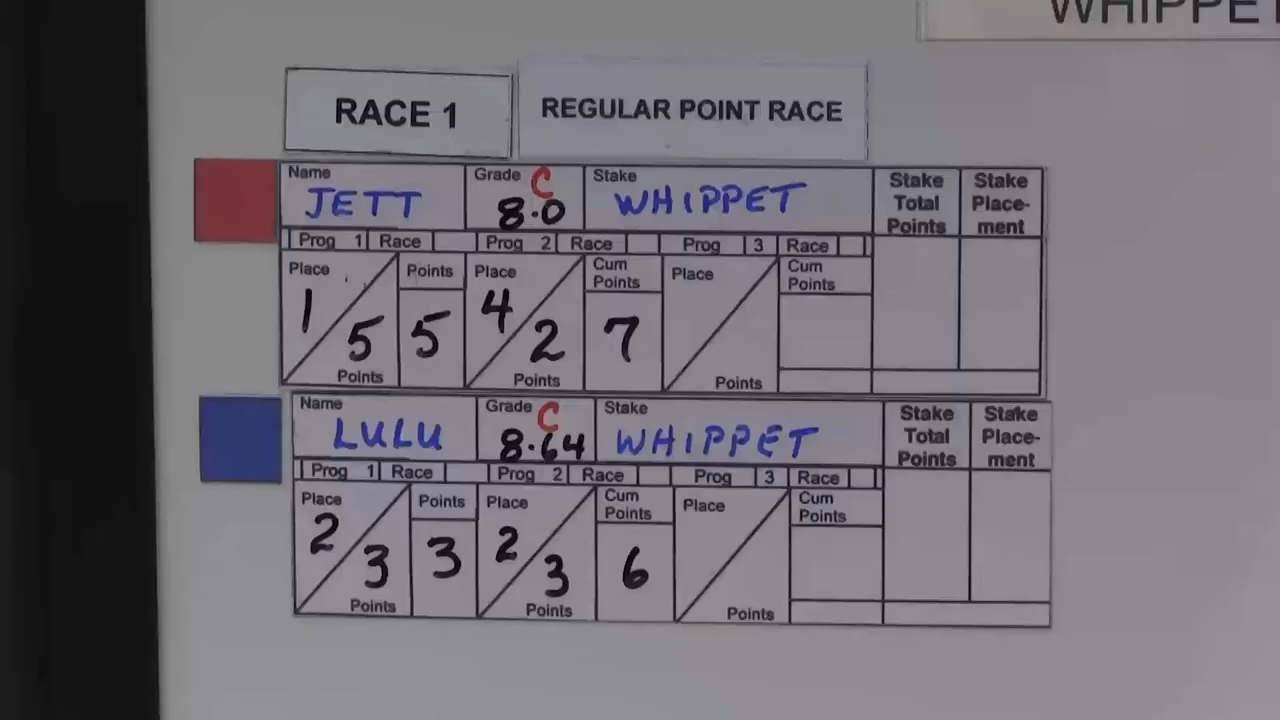 WHIPPE
RACE 1
REGULAR POINT RACE
Name Grade C Stake Stake Total Points Stake Place-ment
JETT 8.0 WHIPPET
Prog 1 Race Prog 2 Race Prog 3 Race
Place Points Place Cum Points Place Cum Points
1 5 5 4 2 7
Points Points Points
Name Grade C Stake Stake Total Points Stake Place-ment
LULU 8.64 WHIPPET
Prog 1 Race Prog 2 Race Prog 3 Race
Place Points Place Cum Points Place Cum Points
2 3 3 2 3 6
Points Points Points